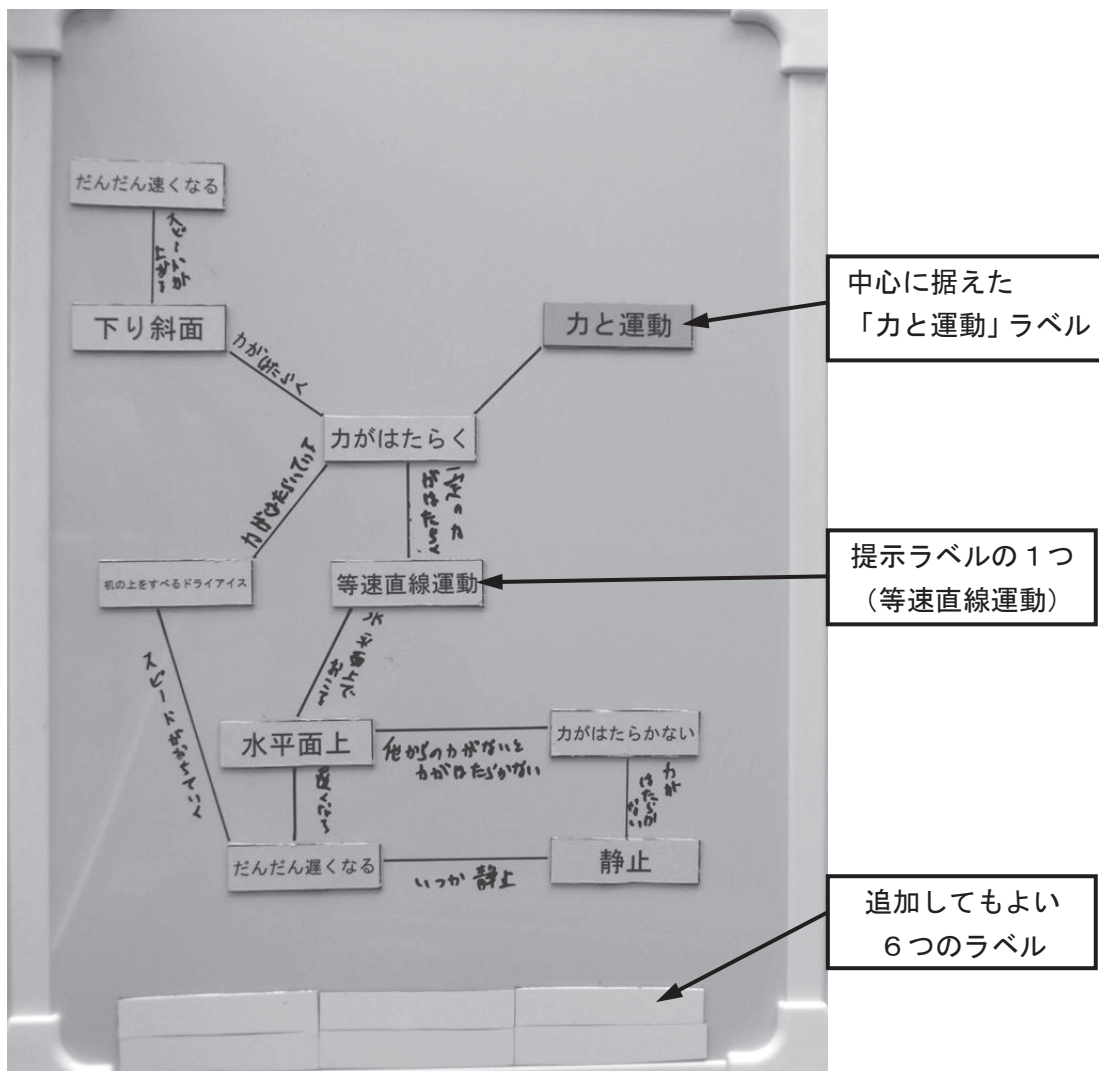 だんだん速くなる
スピードが
上がる
下り斜面
力と運動
中心に据えた
「力と運動」ラベル
力がはたらく
力がはたらく
力がはたらいている
一定の力
がはたらく
机の上をすべるドライアイス
等速直線運動
提示ラベルの１つ
（等速直線運動）
水平面上で
おこる
スピードがおちていく
水平面上
他からの力がないと
力がはたらかない
力がはたらかない
遅くなる
力が
はたらか
ない
だんだん遅くなる
いつか 静止
静止
追加してもよい
６つのラベル